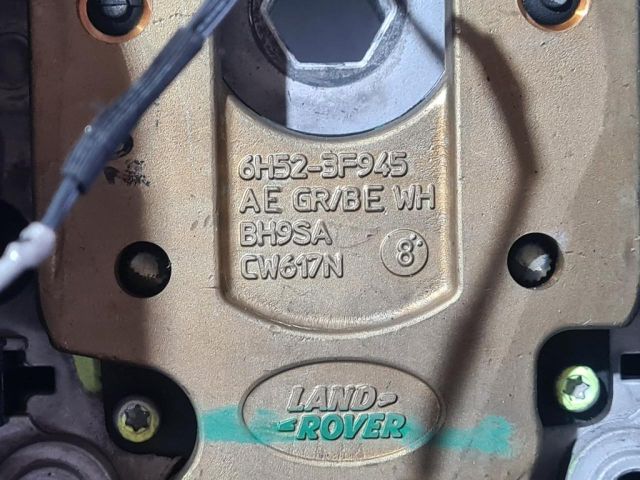 6H52-3F945
AE GR/BE WH
BH9SA
CW617N 8
LAND-
-ROVER